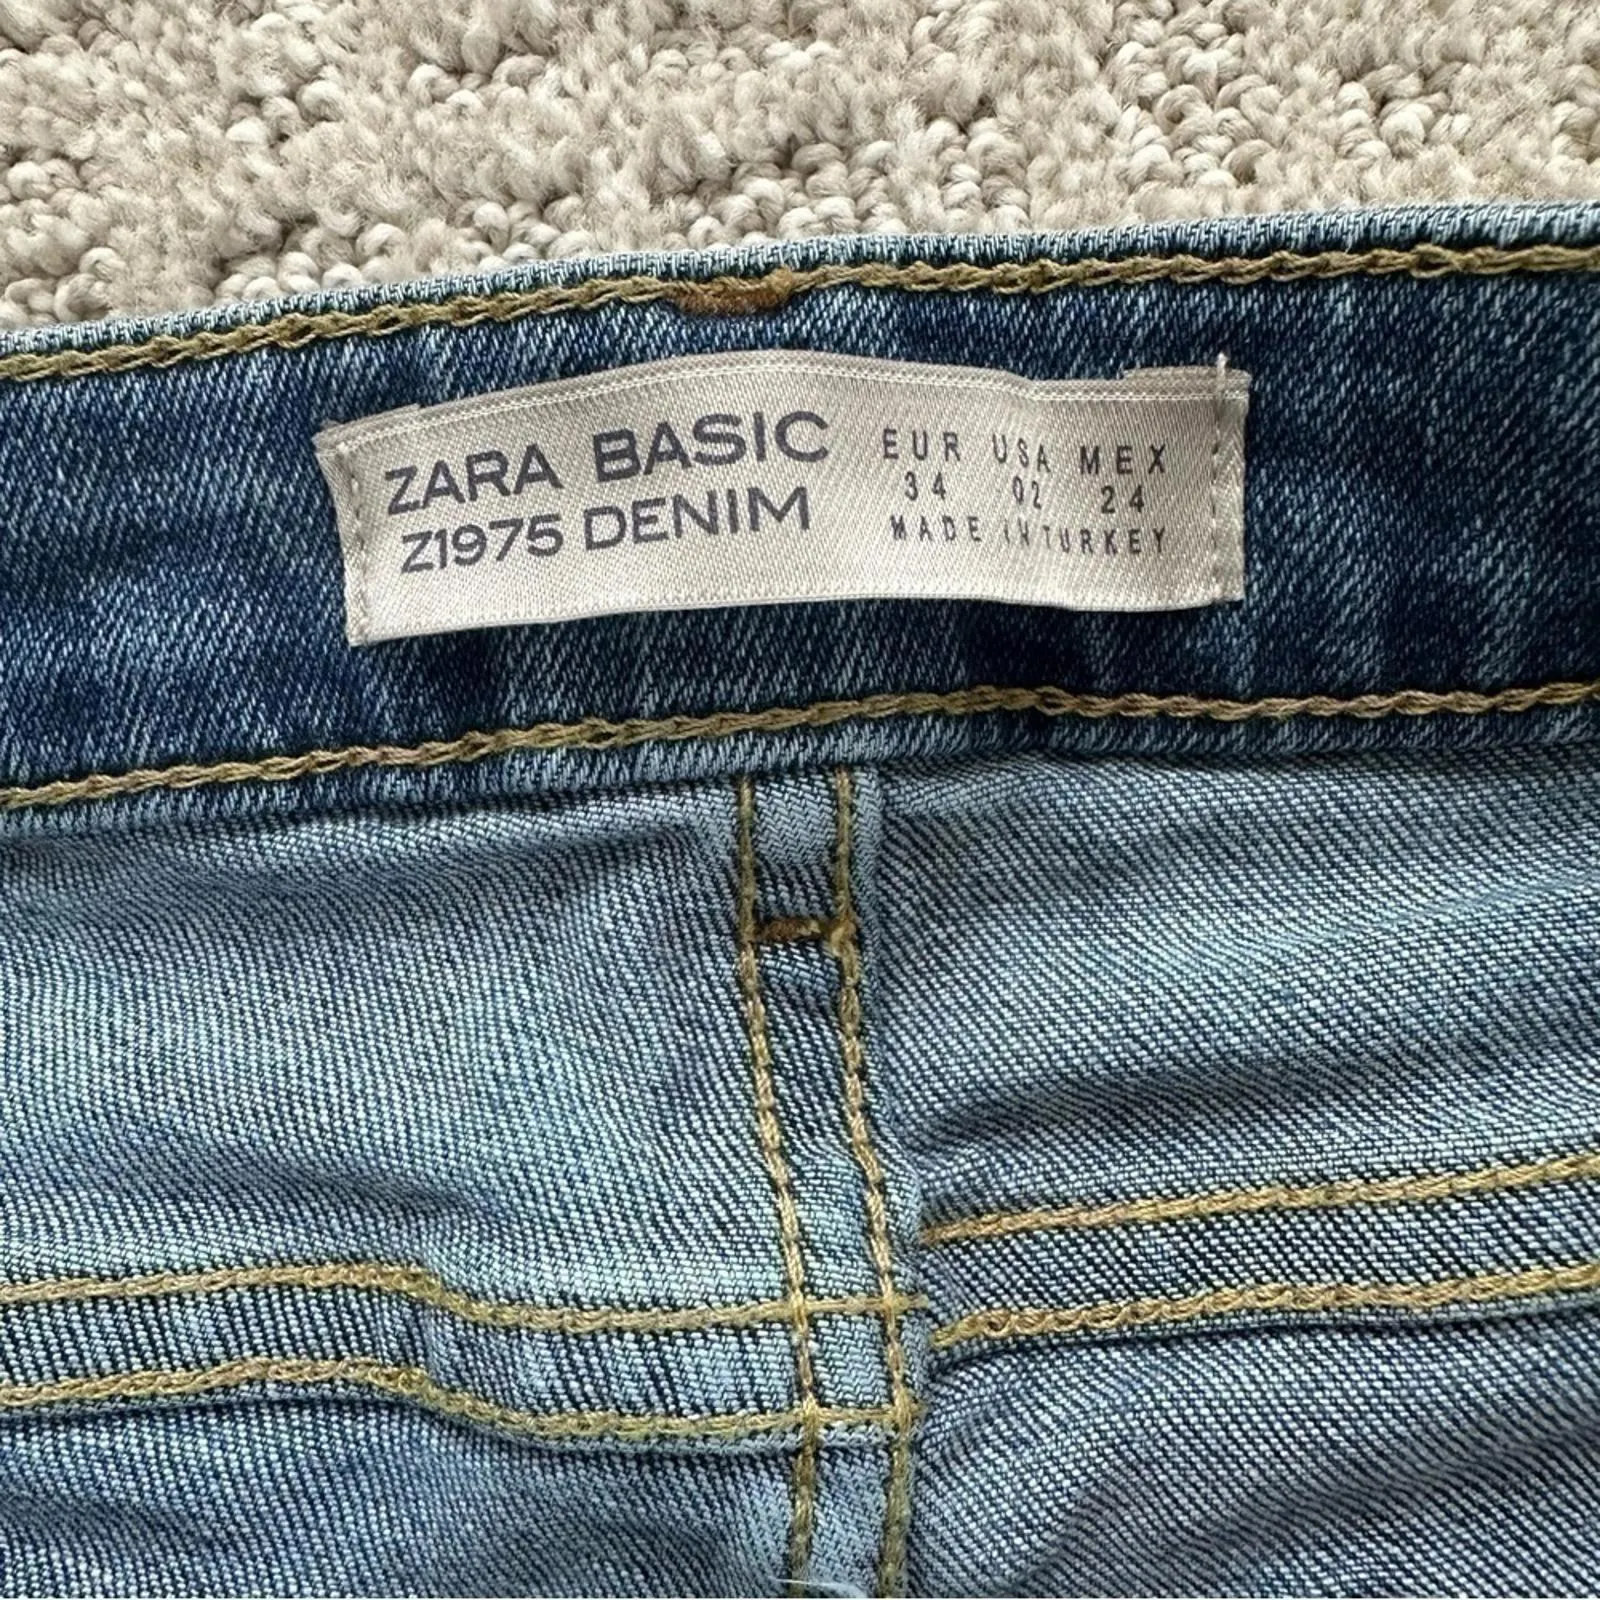 ZARA BASIC
Z1975 DENIM
EUR USA MEX
34 02 24
MADE IN TURKEY